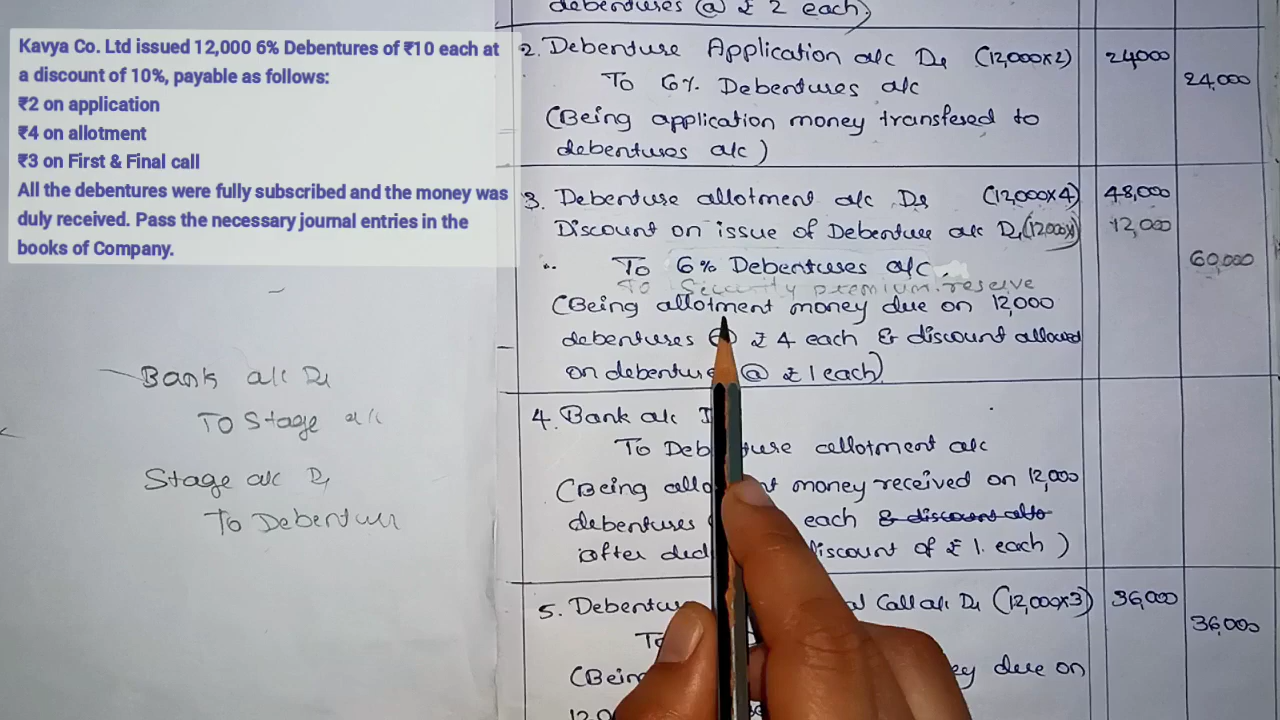 Kavya Co. Ltd issued 12,000 6% Debentures of ₹10 each at
a discount of 10%, payable as follows:
₹2 on application
₹4 on allotment
₹3 on First & Final call
All the debentures were fully subscribed and the money was
duly received. Pass the necessary journal entries in the
books of Company.
Bank a/c Dr
To Stage a/c
Stage a/c Dr
To Debentur
debentures @ ₹ 2 each)
2. Debenture Application a/c Dr (12,000x2) 24000
To 6% Debentures a/c 24,000
(Being application money transfered to
debentures a/c)
3. Debenture allotment a/c Dr (12,000x4) 48,000
Discount on issue of Debenture a/c Dr (12000x1) 12,000
To 6% Debentures a/c. 60,000
To Security premium reserve
(Being allotment money due on 12,000
debentures ₹ 4 each & discount allowed
on debenture @ ₹ 1 each)
4. Bank a/c
To Debenture allotment a/c
(Being money received on 12,000
debentures each & discount allo
after discount of ₹ 1. each)
5. Call a/c Dr (12,000x3) 36,000
To 36,000
(Being due on